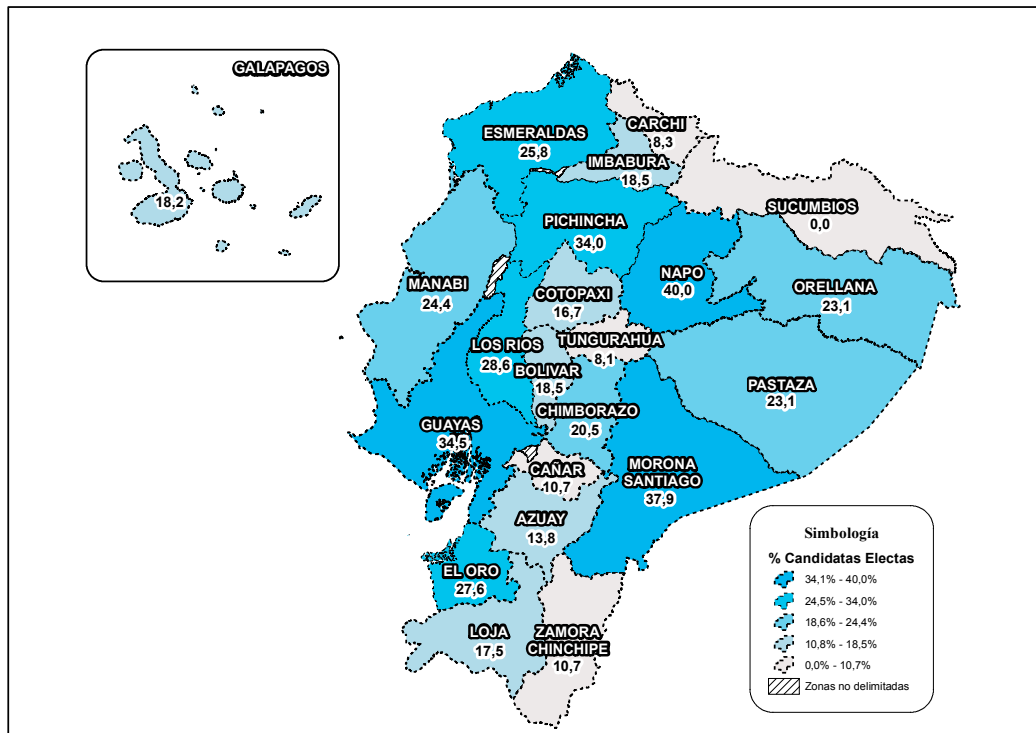 GALAPAGOS
18,2
ESMERALDAS
25,8
CARCHI
8,3
IMBABURA
18,5
SUCUMBIOS
0,0
PICHINCHA
34,0
NAPO
40,0
ORELLANA
23,1
MANABI
24,4
COTOPAXI
16,7
TUNGURAHUA
8,1
LOS RIOS
28,6
BOLIVAR
18,5
PASTAZA
23,1
CHIMBORAZO
20,5
GUAYAS
34,5
CAÑAR
10,7
MORONA
SANTIAGO
37,9
AZUAY
13,8
EL ORO
27,6
LOJA
17,5
ZAMORA
CHINCHIPE
10,7
Simbología
% Candidatas Electas
34,1% - 40,0%
24,5% - 34,0%
18,6% - 24,4%
10,8% - 18,5%
0,0% - 10,7%
Zonas no delimitadas